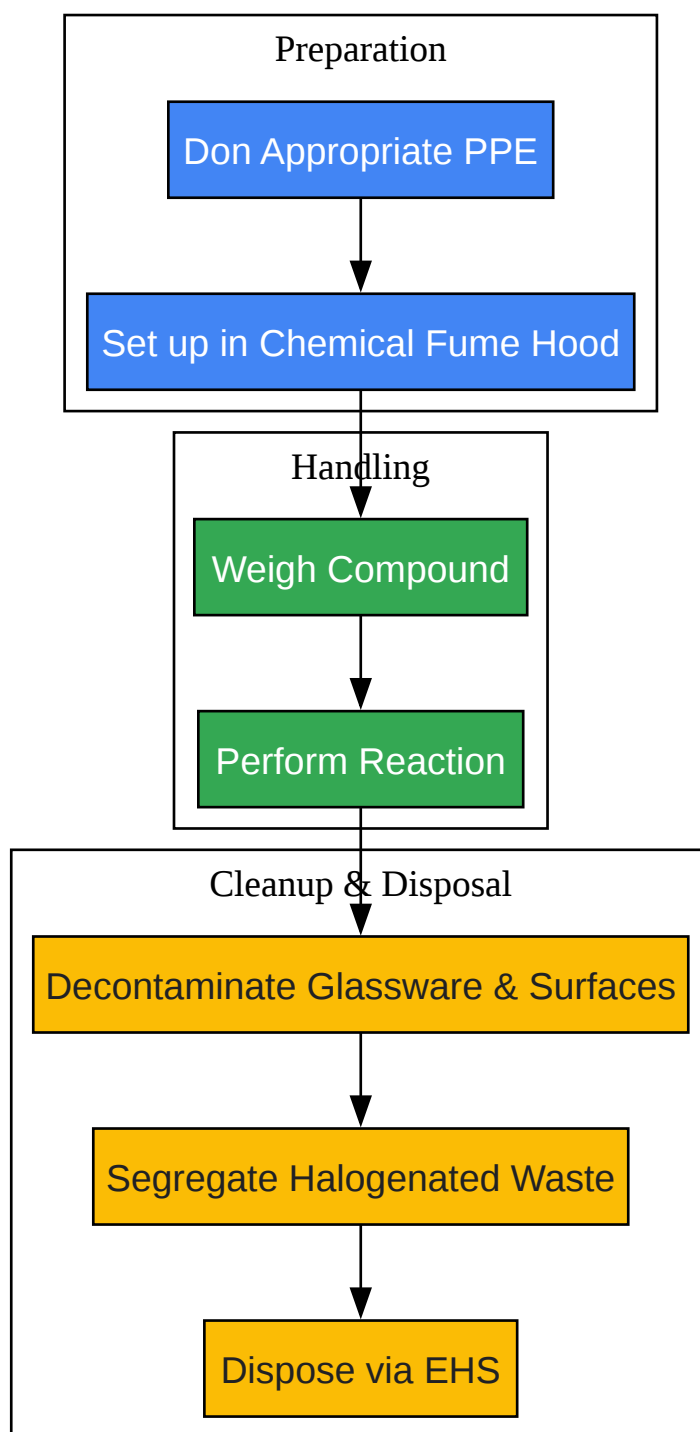 Preparation
Don Appropriate PPE
Set up in Chemical Fume Hood
Handling
Weigh Compound
Perform Reaction
Cleanup & Disposal
Decontaminate Glassware & Surfaces
Segregate Halogenated Waste
Dispose via EHS